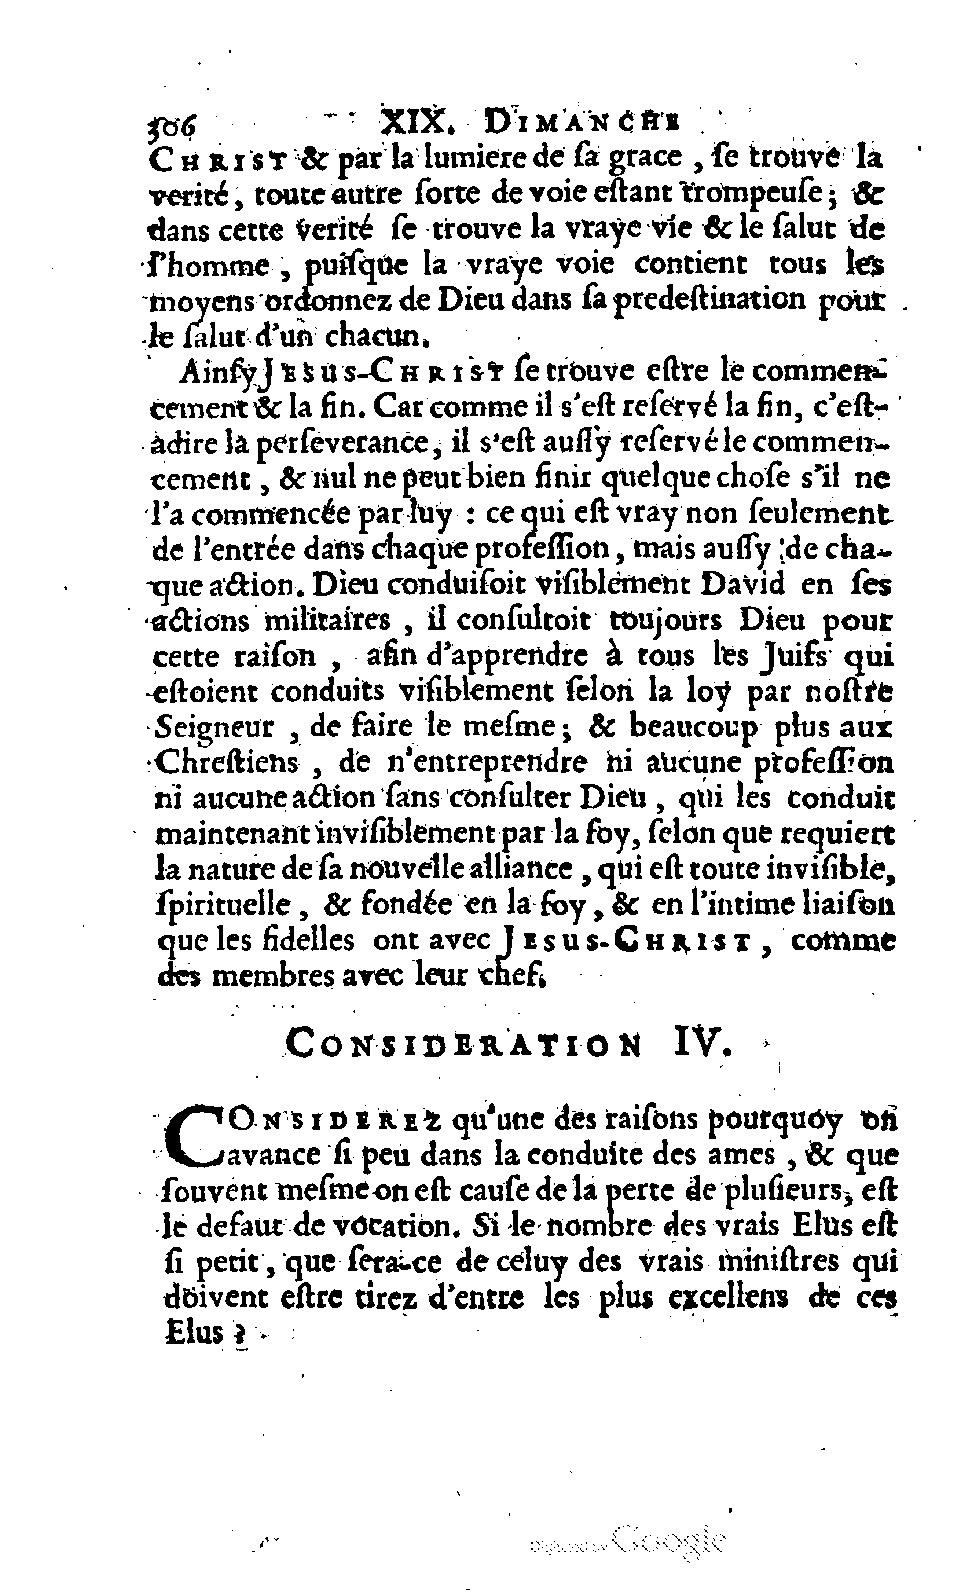 306 XIX. DIMANCHE
CHRIST & par la lumiere de ſa grace, ſe trouve la
verité, toute autre ſorte de voie eſtant trompeuſe; &
dans cette verité ſe trouve la vraye vie & le ſalut de
l'homme, puiſque la vraye voie contient tous les
moyens ordonnez de Dieu dans ſa predeſtination pour
le ſalut d'un chacun.
Ainſy JESUS-CHRIST ſe trouve eſtre le commen-
cement & la fin. Car comme il s'eſt reſervé la fin, c'eſt-
àdire la perſeverance, il s'eſt auſſy reſervé le commen-
cement, & nul ne peut bien finir quelque choſe s'il ne
l'a commencée par luy : ce qui eſt vray non ſeulement
de l'entrée dans chaque profeſſion, mais auſſy de cha-
que action. Dieu conduiſoit viſiblement David en ſes
actions militaires, il conſultoit toujours Dieu pour
cette raiſon, afin d'apprendre à tous les Juifs qui
eſtoient conduits viſiblement ſelon la loy par noſtre
Seigneur, de faire le meſme; & beaucoup plus aux
Chreſtiens, de n'entreprendre ni aucune profeſſion
ni aucune action ſans conſulter Dieu, qui les conduit
maintenant inviſiblement par la foy, ſelon que requiert
la nature de ſa nouvelle alliance, qui eſt toute inviſible,
ſpirituelle, & fondée en la foy, & en l'intime liaiſon
que les fidelles ont avec JESUS-CHRIST, comme
des membres avec leur chef.
CONSIDERATION IV.
CONSIDEREZ qu'une des raiſons pourquoy on
avance ſi peu dans la conduite des ames, & que
ſouvent meſme on eſt cauſe de la perte de pluſieurs, eſt
le defaut de vocation. Si le nombre des vrais Elus eſt
ſi petit, que ſera-ce de celuy des vrais miniſtres qui
doivent eſtre tirez d'entre les plus excellens de ces
Elus ?
Google